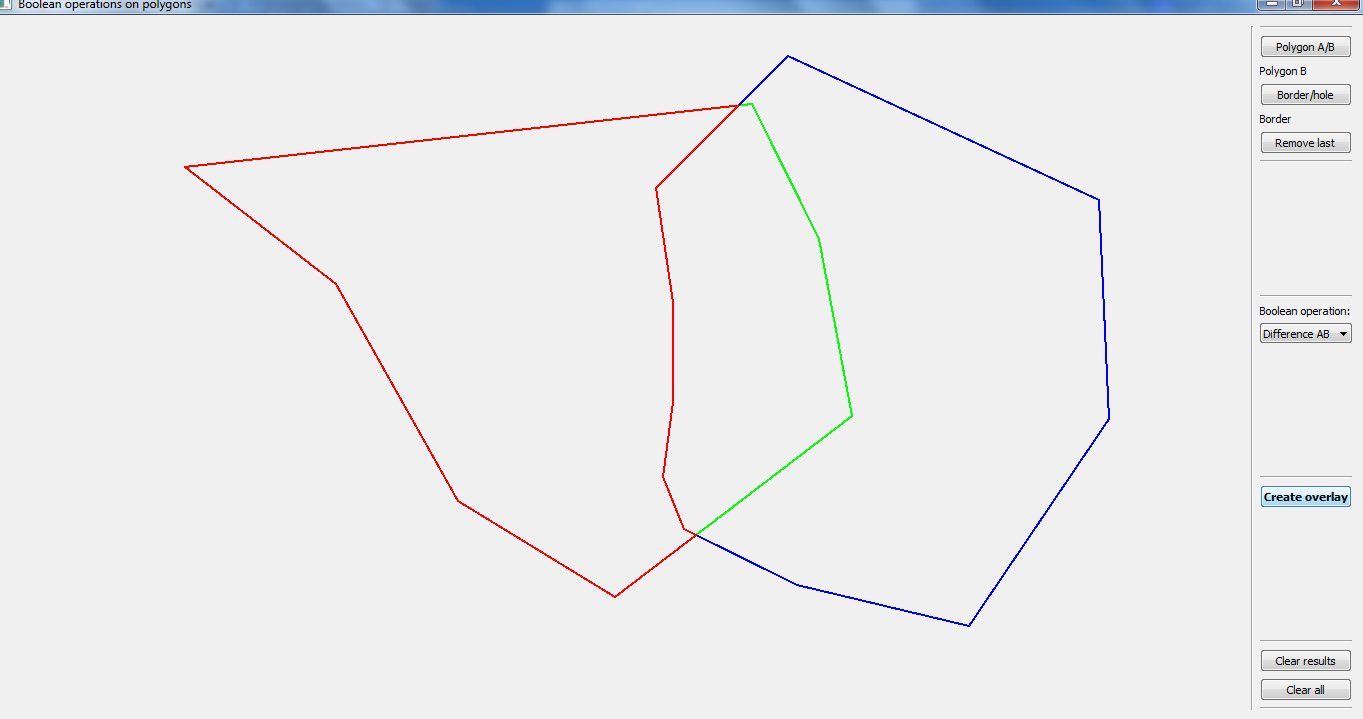 Boolean operations on polygons
Polygon A/B
Polygon B
Border/hole
Border
Remove last
Boolean operation:
Difference AB
Create overlay
Clear results
Clear all